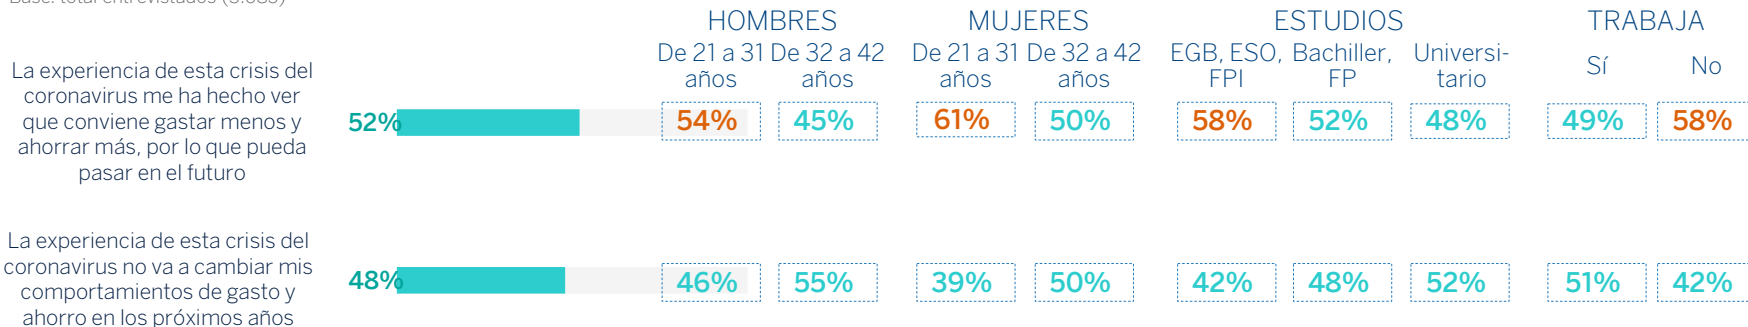 HOMBRES MUJERES ESTUDIOS TRABAJA
De 21 a 31 años De 32 a 42 años De 21 a 31 años De 32 a 42 años EGB, ESO, FPI Bachiller, FP Universi-tario Sí No
La experiencia de esta crisis del
coronavirus me ha hecho ver
que conviene gastar menos y
ahorrar más, por lo que pueda
pasar en el futuro
52% 54% 45% 61% 50% 58% 52% 48% 49% 58%
La experiencia de esta crisis del
coronavirus no va a cambiar mis
comportamientos de gasto y
ahorro en los próximos años
48% 46% 55% 39% 50% 42% 48% 52% 51% 42%